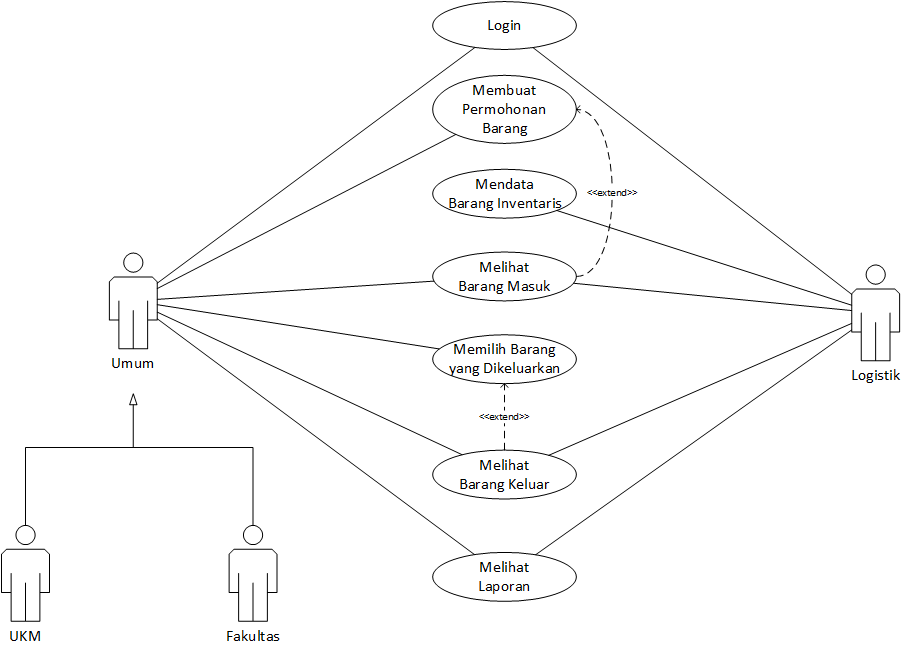 Login
Membuat
Permohonan
Barang
Mendata
Barang Inventaris
<<extend>>
Melihat
Barang Masuk
Umum
Memilih Barang
yang Dikeluarkan
Logistik
<<extend>>
Melihat
Barang Keluar
Melihat
Laporan
UKM
Fakultas